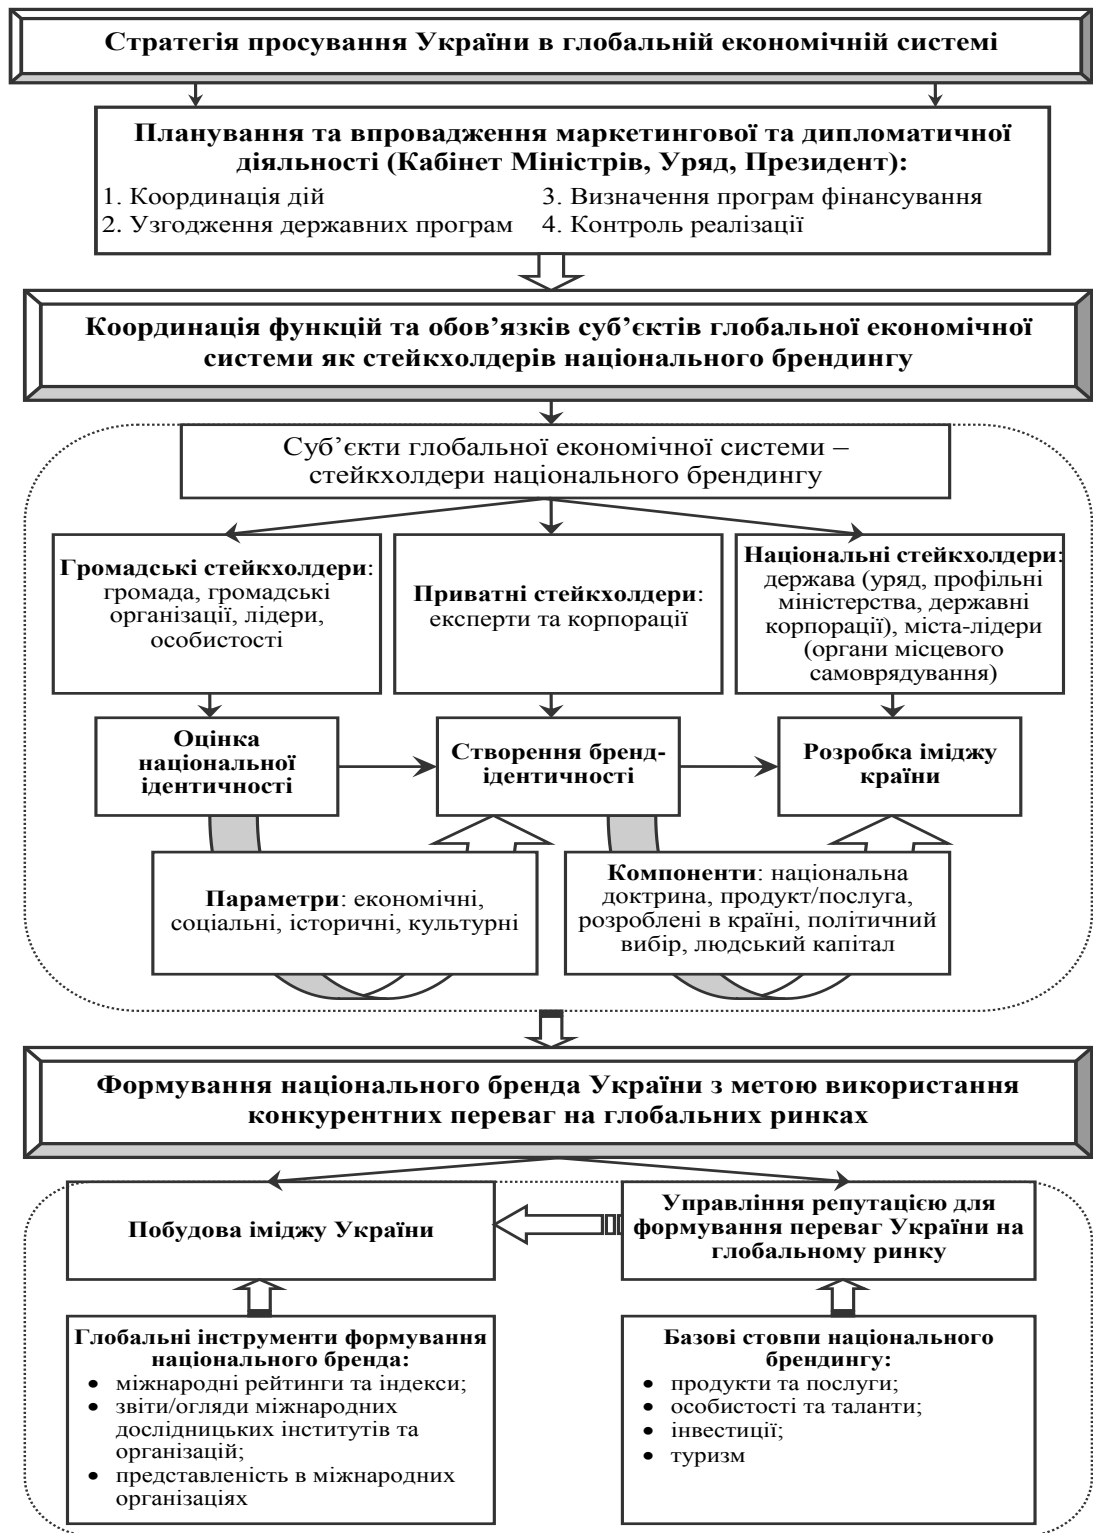 Стратегія просування України в глобальній економічній системі
Планування та впровадження маркетингової та дипломатичної
діяльності (Кабінет Міністрів, Уряд, Президент):
1. Координація дій
2. Узгодження державних програм
3. Визначення програм фінансування
4. Контроль реалізації
Координація функцій та обов’язків суб’єктів глобальної економічної
системи як стейкхолдерів національного брендингу
Суб’єкти глобальної економічної системи –
стейкхолдери національного брендингу
Громадські стейкхолдери:
громада, громадські
організації, лідери,
особистості
Приватні стейкхолдери:
експерти та корпорації
Національні стейкхолдери:
держава (уряд, профільні
міністерства, державні
корпорації), міста-лідери
(органи місцевого
самоврядування)
Оцінка
національної
ідентичності
Створення бренд-
ідентичності
Розробка іміджу
країни
Параметри: економічні,
соціальні, історичні, культурні
Компоненти: національна
доктрина, продукт/послуга,
розроблені в країні, політичний
вибір, людський капітал
Формування національного бренда України з метою використання
конкурентних переваг на глобальних ринках
Побудова іміджу України
Управління репутацією для
формування переваг України на
глобальному ринку
Глобальні інструменти формування
національного бренда:
• міжнародні рейтинги та індекси;
• звіти/огляди міжнародних
дослідницьких інститутів та
організацій;
• представленість в міжнародних
організаціях
Базові стовпи національного
брендингу:
• продукти та послуги;
• особистості та таланти;
• інвестиції;
• туризм